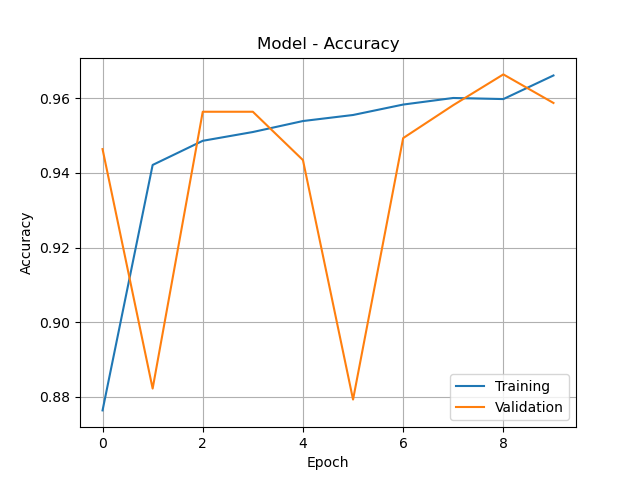 Model - Accuracy
Accuracy
0.96
0.94
0.92
0.90
0.88
Training
Validation
0 2 4 6 8
Epoch